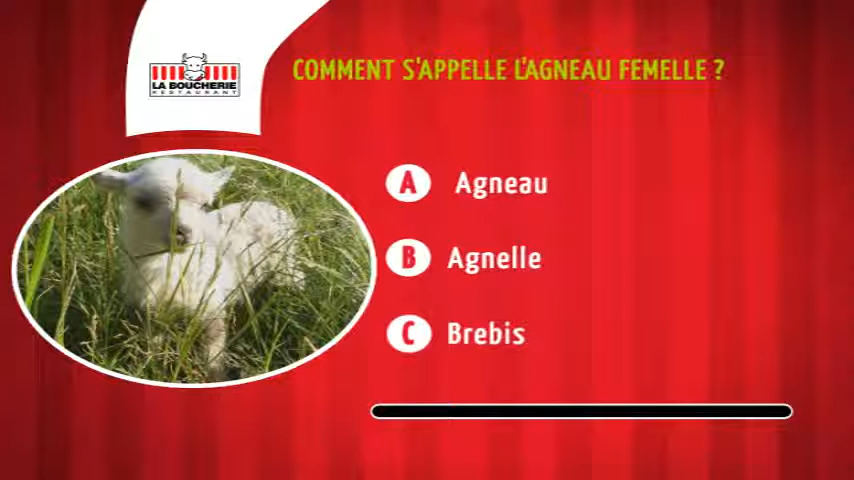 LA BOUCHERIE
RESTAURANT
COMMENT S'APPELLE L'AGNEAU FEMELLE ?
A Agneau
B Agnelle
C Brebis